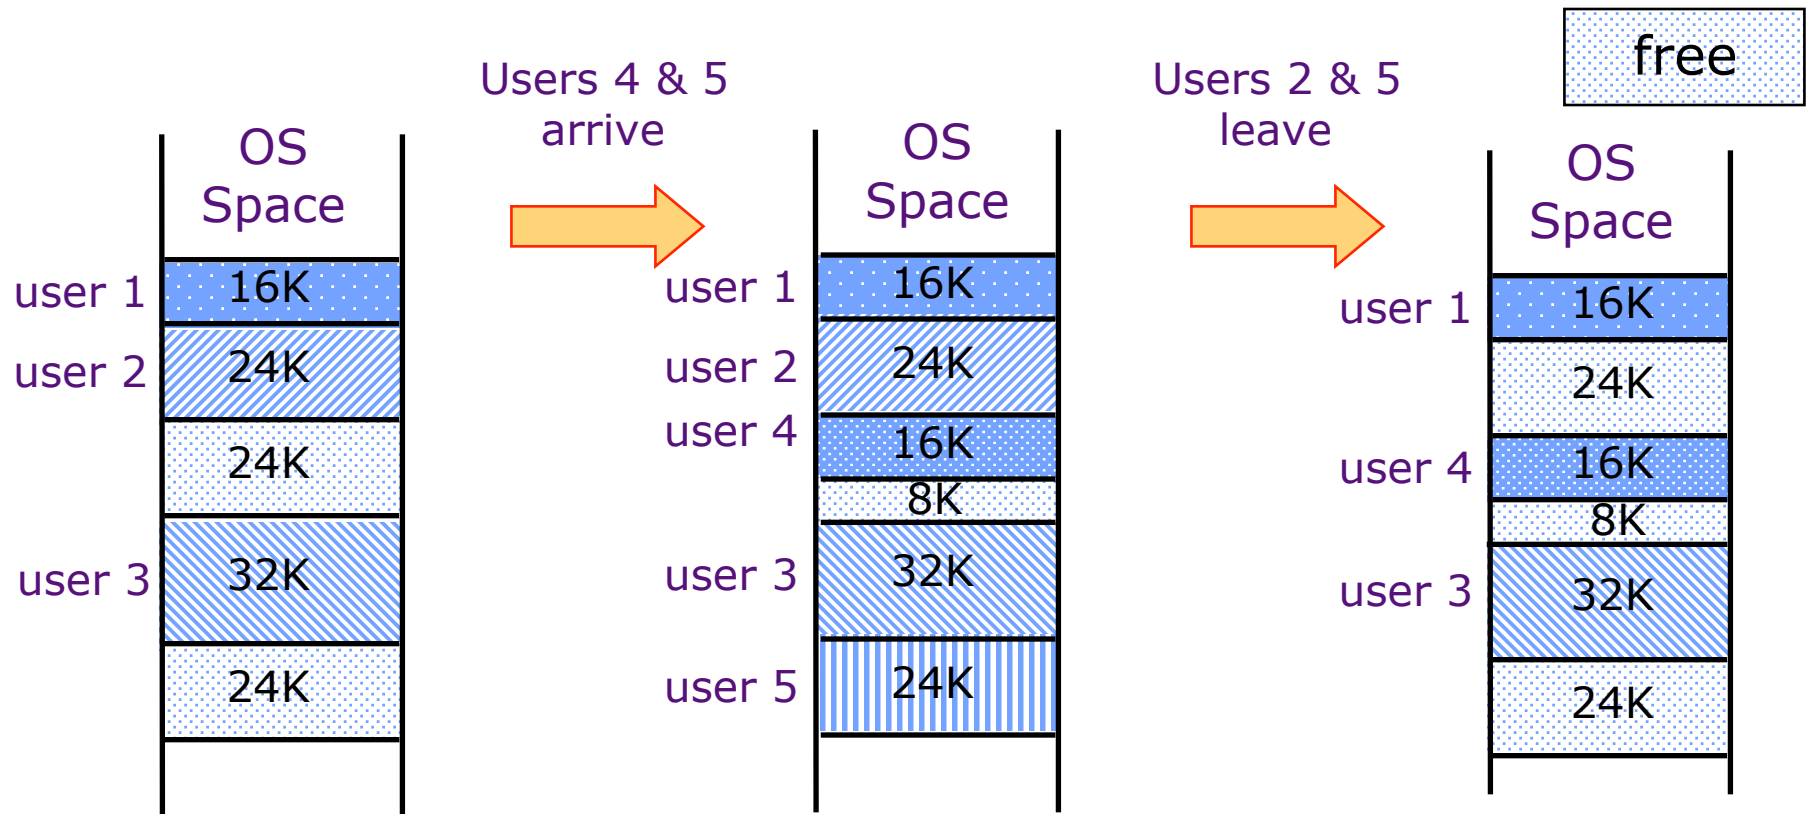 free
Users 4 & 5
arrive
Users 2 & 5
leave
OS
Space
user 1
16K
user 2
24K
24K
user 3
32K
24K
OS
Space
user 1
16K
user 2
24K
user 4
16K
8K
user 3
32K
user 5
24K
OS
Space
user 1
16K
24K
user 4
16K
8K
user 3
32K
24K